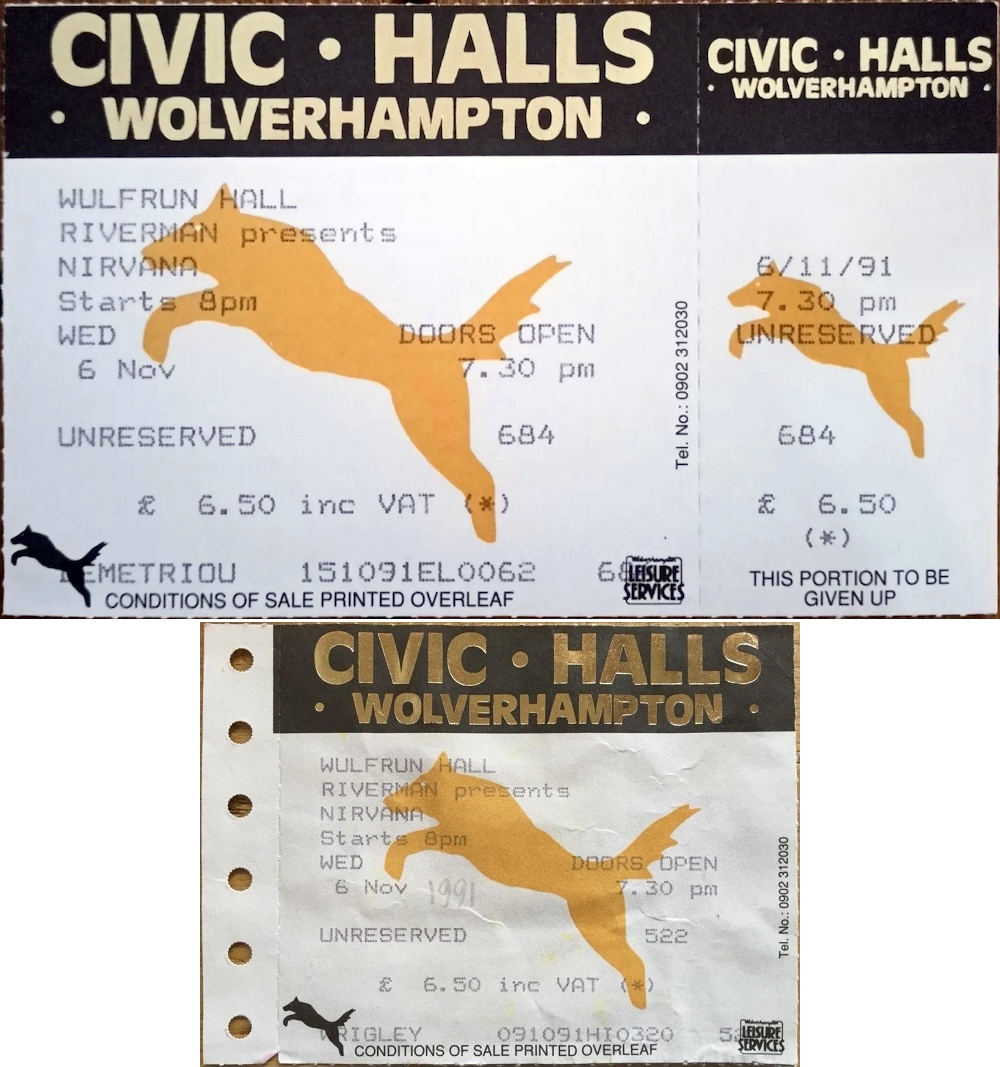 CIVIC · HALLS
· WOLVERHAMPTON ·
WULFRUN HALL
RIVERMAN presents
NIRVANA
Starts 8pm
WED DOORS OPEN
6 Nov 7.30 pm
UNRESERVED 684
£ 6.50 inc VAT (*)
DEMETRIOU 151091EL0062
LEISURE
SERVICES
CONDITIONS OF SALE PRINTED OVERLEAF
Tel. No.: 0902 312030
CIVIC · HALLS
· WOLVERHAMPTON ·
6/11/91
7.30 pm
UNRESERVED
684
£ 6.50
(*)
THIS PORTION TO BE
GIVEN UP
CIVIC · HALLS
· WOLVERHAMPTON ·
WULFRUN HALL
RIVERMAN presents
NIRVANA
Starts 8pm
WED DOORS OPEN
6 Nov 1991 7.30 pm
UNRESERVED 522
£ 6.50 inc VAT (*)
WRIGLEY 091091HI0320
LEISURE
SERVICES
CONDITIONS OF SALE PRINTED OVERLEAF
Tel. No.: 0902 312030